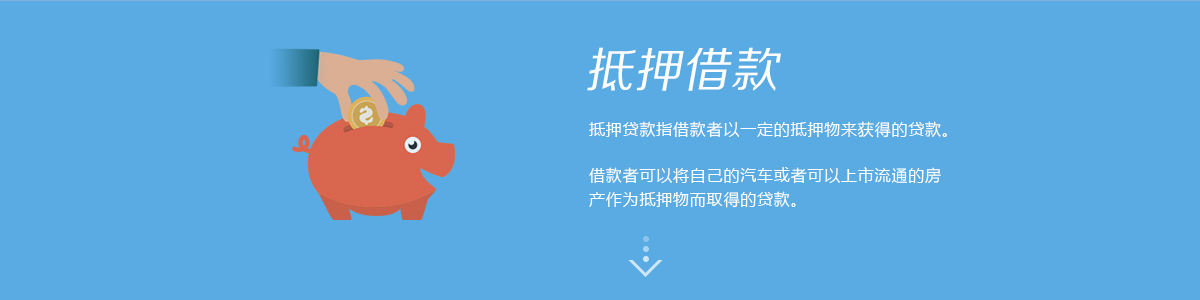 抵押借款
抵押贷款指借款者以一定的抵押物来获得的贷款。
借款者可以将自己的汽车或者可以上市流通的房
产作为抵押物而取得的贷款。